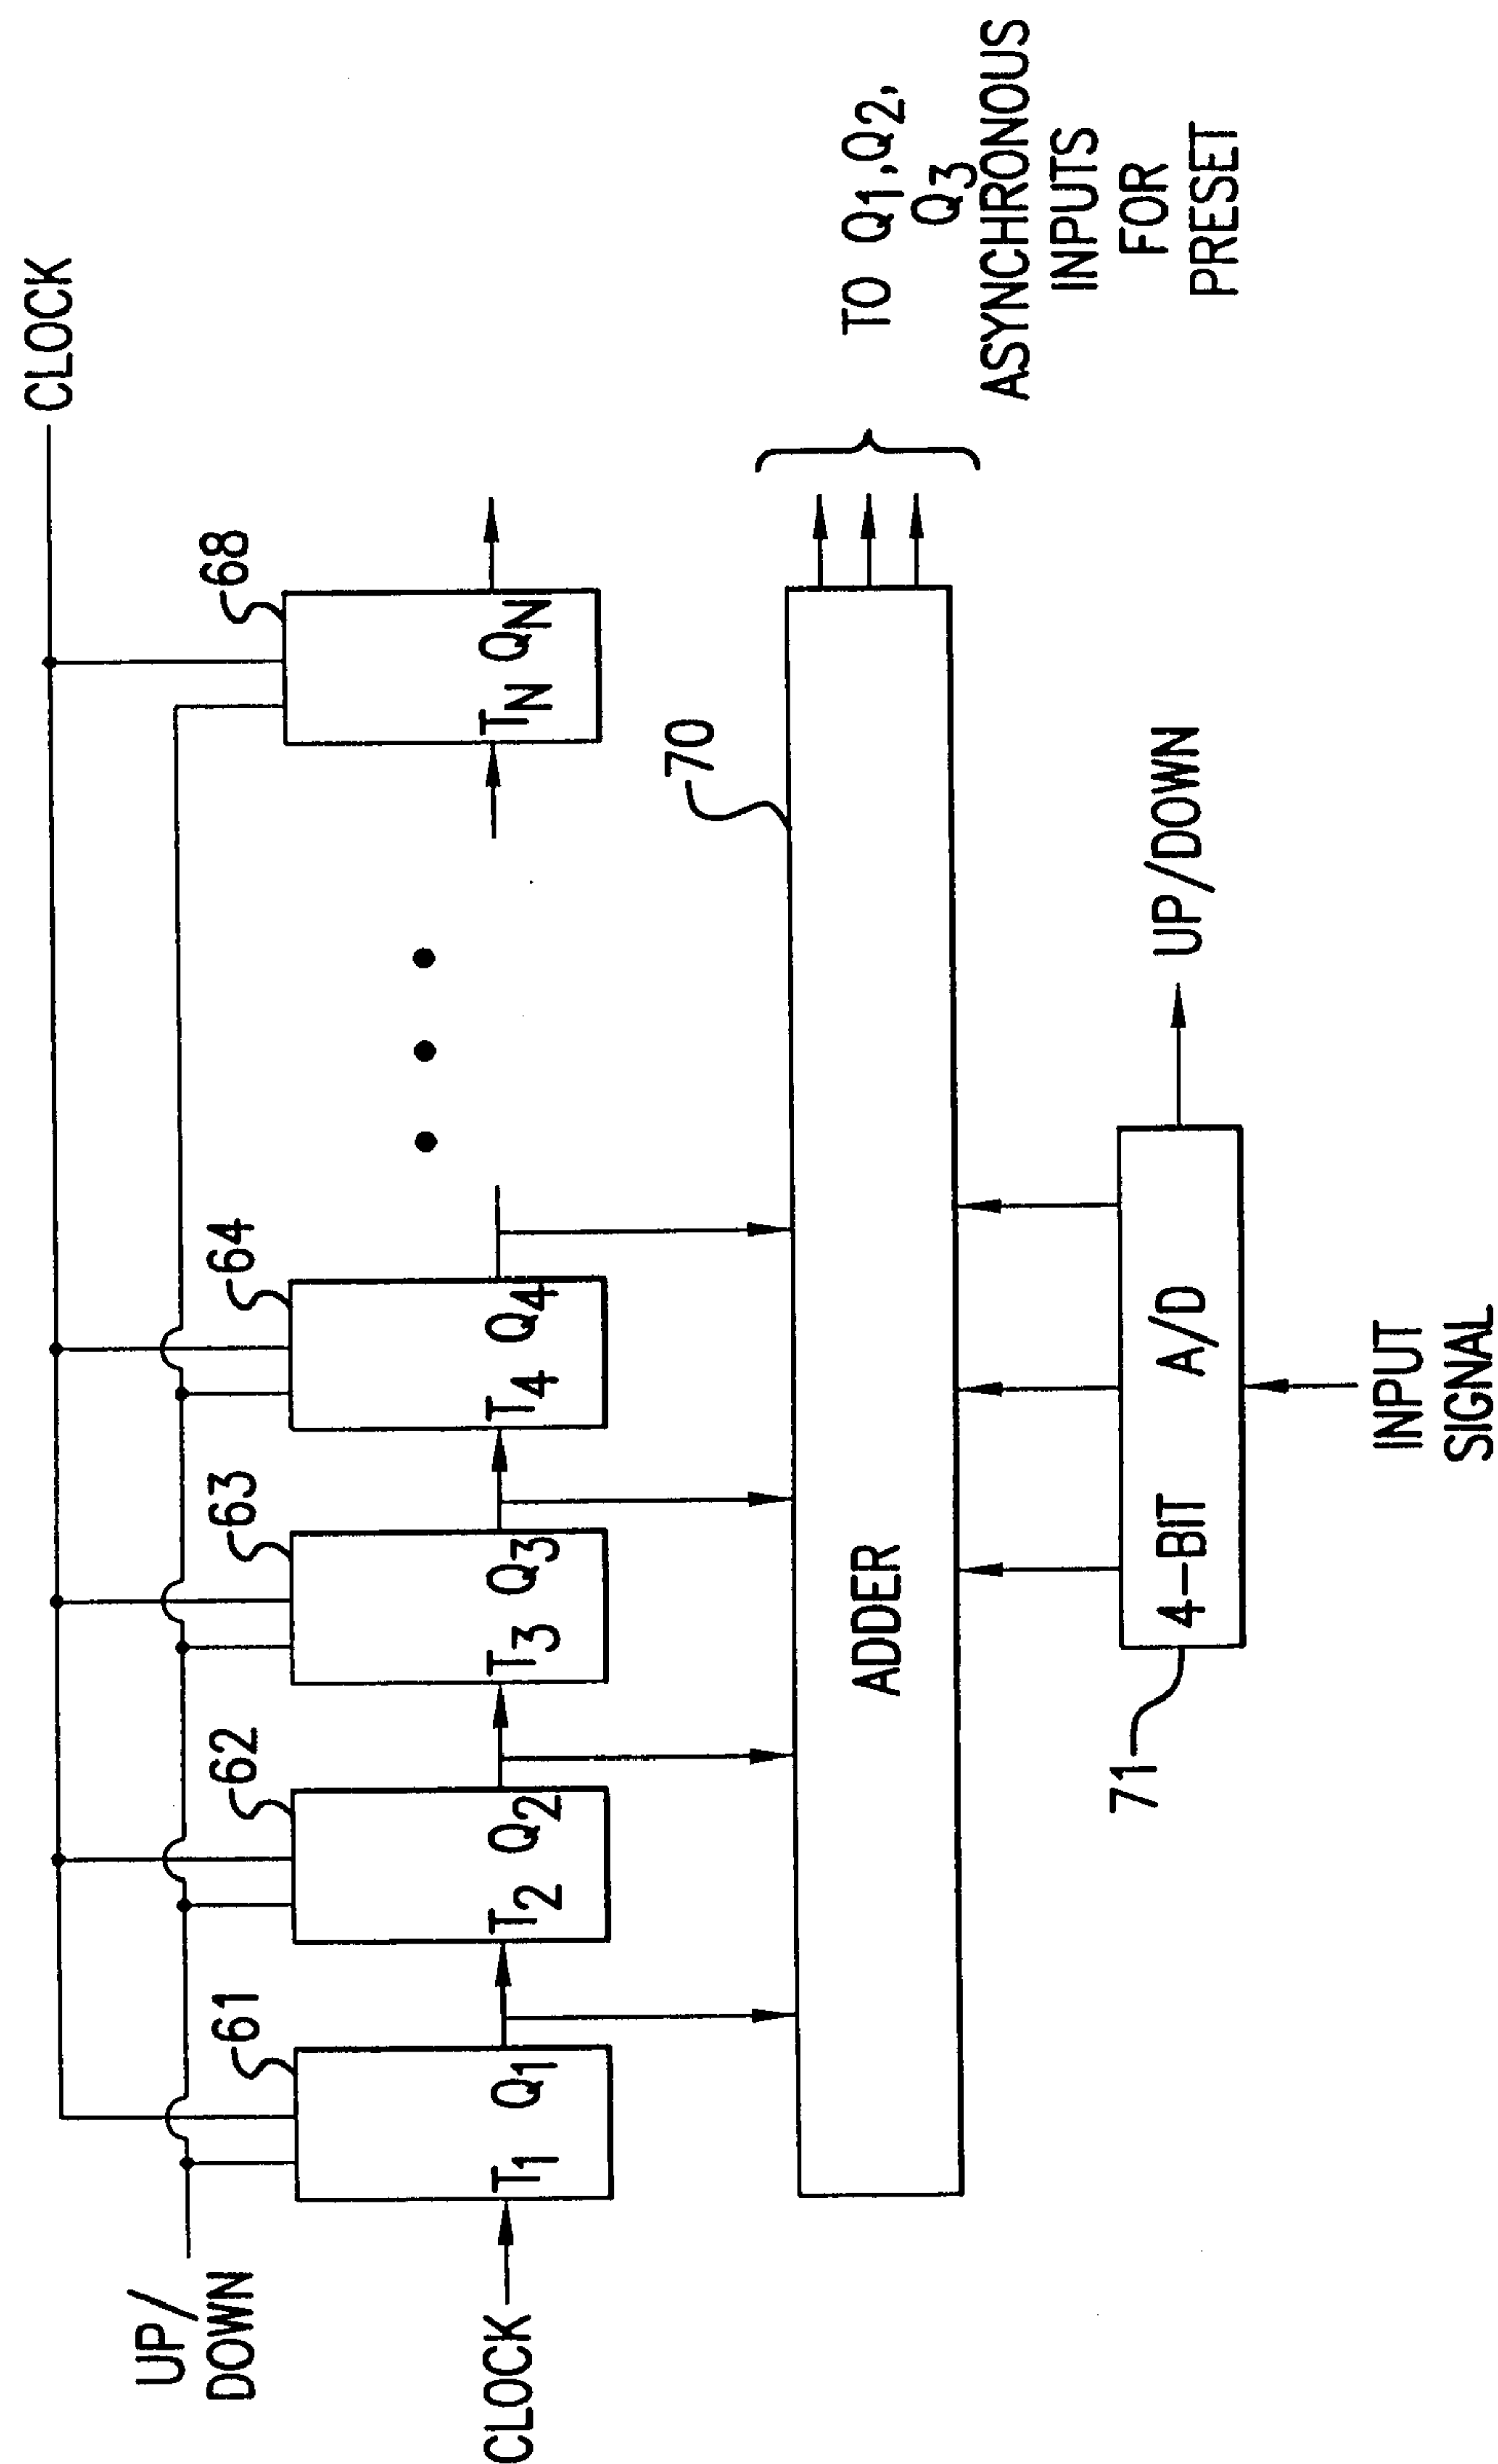 CLOCK
UP/
DOWN
61
62
63
64
68
CLOCK
T1 Q1
T2 Q2
T3 Q3
T4 Q4
TN QN
70
ADDER
TO Q1,Q2,
Q3
ASYNCHRONOUS
INPUTS
FOR
PRESET
71
4-BIT A/D
UP/DOWN
INPUT
SIGNAL